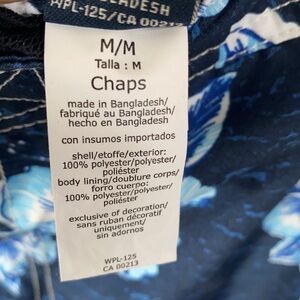 LADESH
WPL-125/CA 00213
M/M
Talla : M
Chaps
made in Bangladesh/
fabriqué au Bangladesh/
hecho en Bangladesh
con insumos importados
shell/etoffe/exterior:
100% polyester/polyester/
poliéster
body lining/doublure corps/
forro cuerpo:
100% polyester/polyester/
poliéster
exclusive of decoration/
sans ruban décoratif
uniquement/
sin adornos
WPL-125
CA 00213